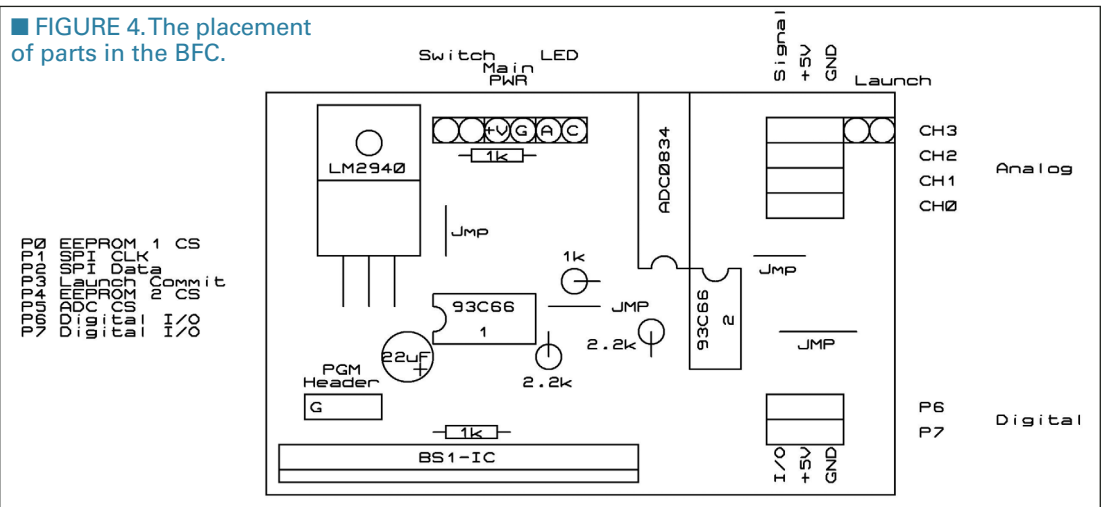 ■ FIGURE 4. The placement
of parts in the BFC.
Switch
LED
Main
PWR
Signal
+5V
GND
Launch
+V G A C
1k
LM2940
ADC0834
CH3
CH2
CH1
CH0
Analog
Jmp
P0 EEPROM 1 CS
P1 SPI CLK
P2 SPI Data
P3 Launch Commit
P4 EEPROM 2 CS
P5 ADC CS
P6 Digital I/O
P7 Digital I/O
1k
Jmp
93C66
1
JMP
93C66
2
2.2k
JMP
22uF
+
2.2k
PGM
Header
G
P6
P7
Digital
1k
BS1-IC
I/O
+5V
GND